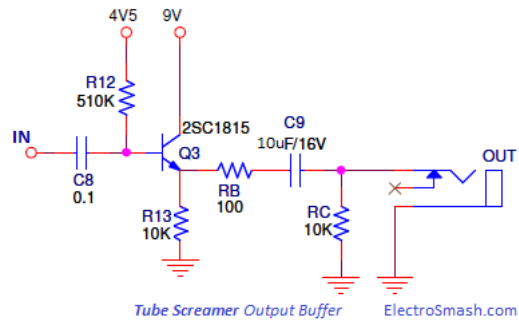 4V5
9V
R12
510K
2SC1815
Q3
IN
C8
0.1
C9
10uF/16V
OUT
RB
100
R13
10K
RC
10K
Tube Screamer Output Buffer
ElectroSmash.com